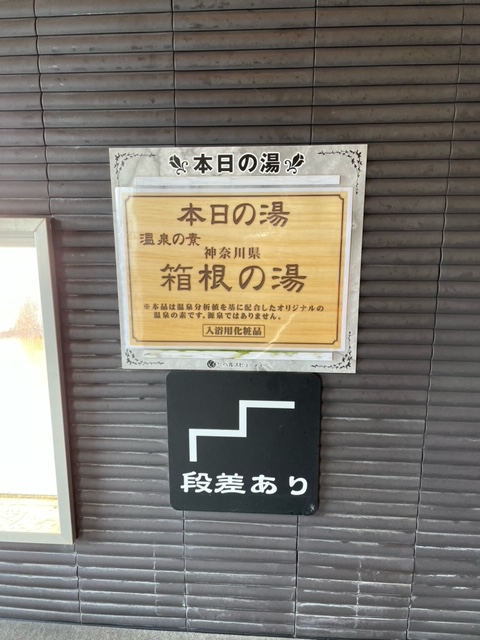 本日の湯
本日の湯
温泉の素
神奈川県
箱根の湯
※本品は温泉分析値を基に配合したオリジナルの
温泉の素です。源泉ではありません。
入浴用化粧品
段差あり